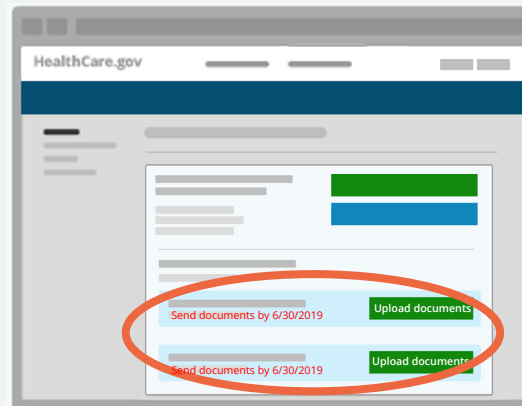 HealthCare.gov
Upload documents
Send documents by 6/30/2019
Upload documents
Send documents by 6/30/2019